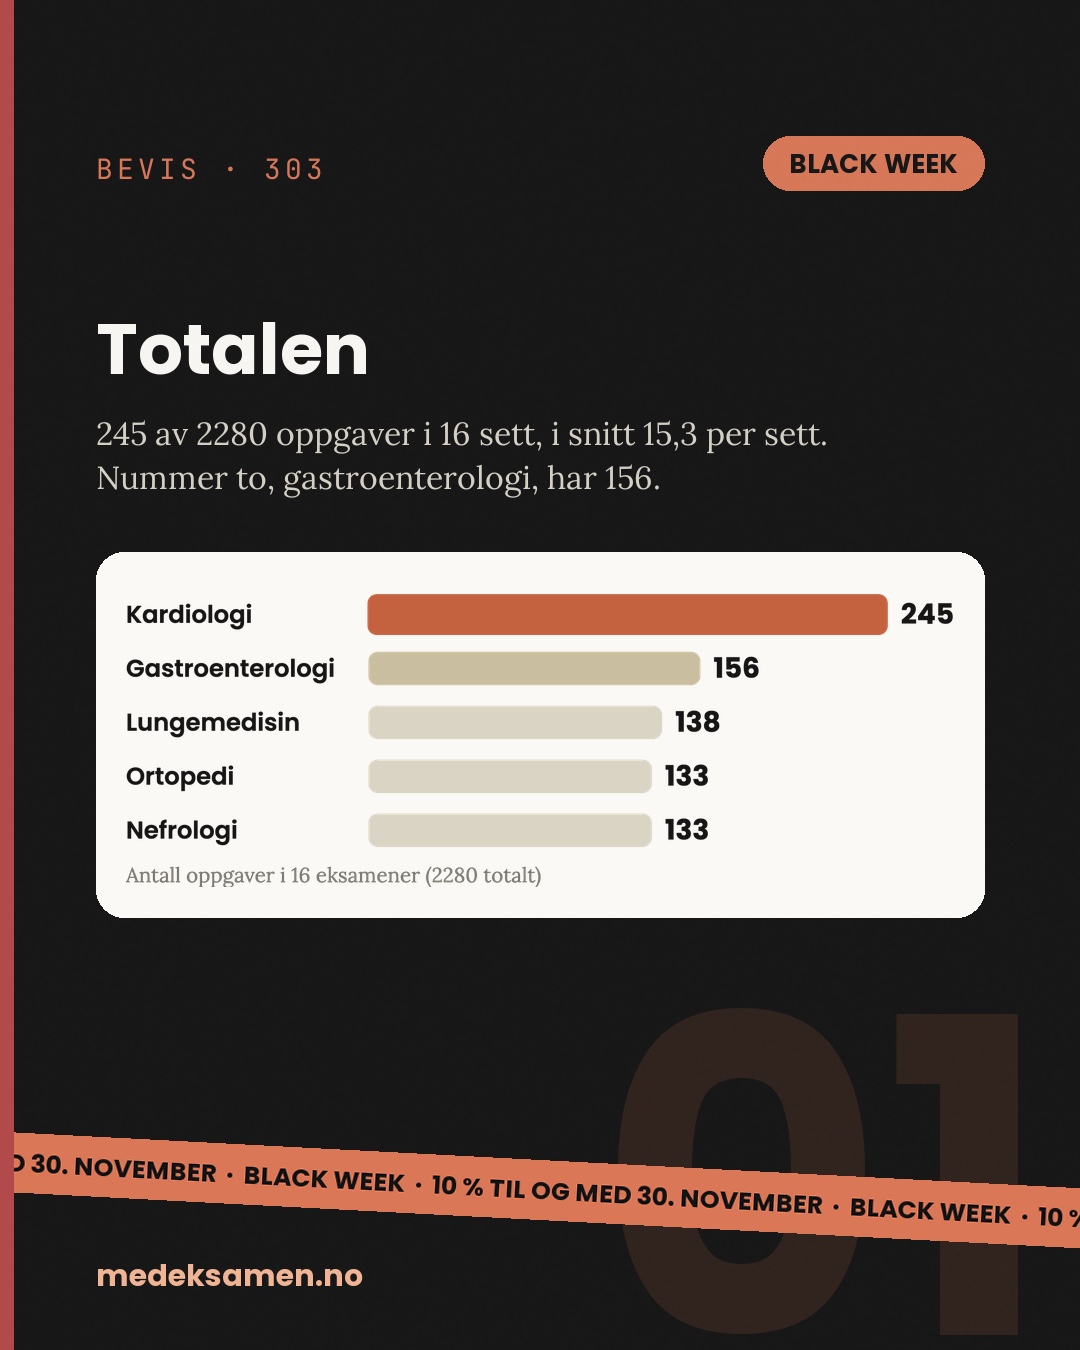 BEVIS · 303
BLACK WEEK
Totalen
245 av 2280 oppgaver i 16 sett, i snitt 15,3 per sett.
Nummer to, gastroenterologi, har 156.
Kardiologi 245
Gastroenterologi 156
Lungemedisin 138
Ortopedi 133
Nefrologi 133
Antall oppgaver i 16 eksamener (2280 totalt)
01
30. NOVEMBER · BLACK WEEK · 10 % TIL OG MED 30. NOVEMBER · BLACK WEEK · 10 %
medeksamen.no